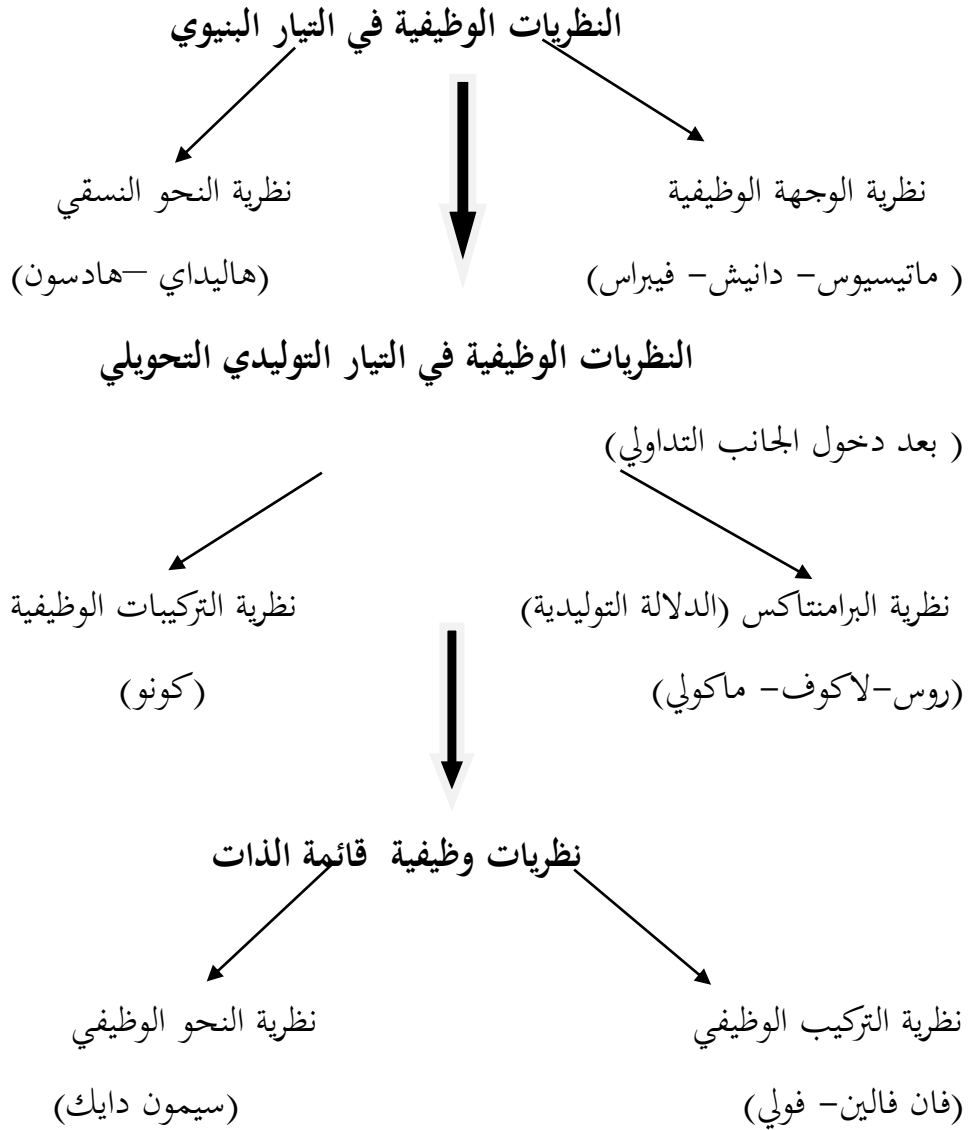 النظريات الوظيفية في التيار البنيوي
نظرية الوجهة الوظيفية
نظرية النحو النسقي
( ماتيسيوس– دانيش– فيبراس)
(هاليداي –هادسون)
النظريات الوظيفية في التيار التوليدي التحويلي
( بعد دخول الجانب التداولي)
نظرية البرامنتاكس (الدلالة التوليدية)
نظرية التركيبات الوظيفية
(روس–لاكوف– ماكولي)
(كونو)
نظريات وظيفية قائمة الذات
نظرية التركيب الوظيفي
نظرية النحو الوظيفي
(فان فالين– فولي)
(سيمون دايك)